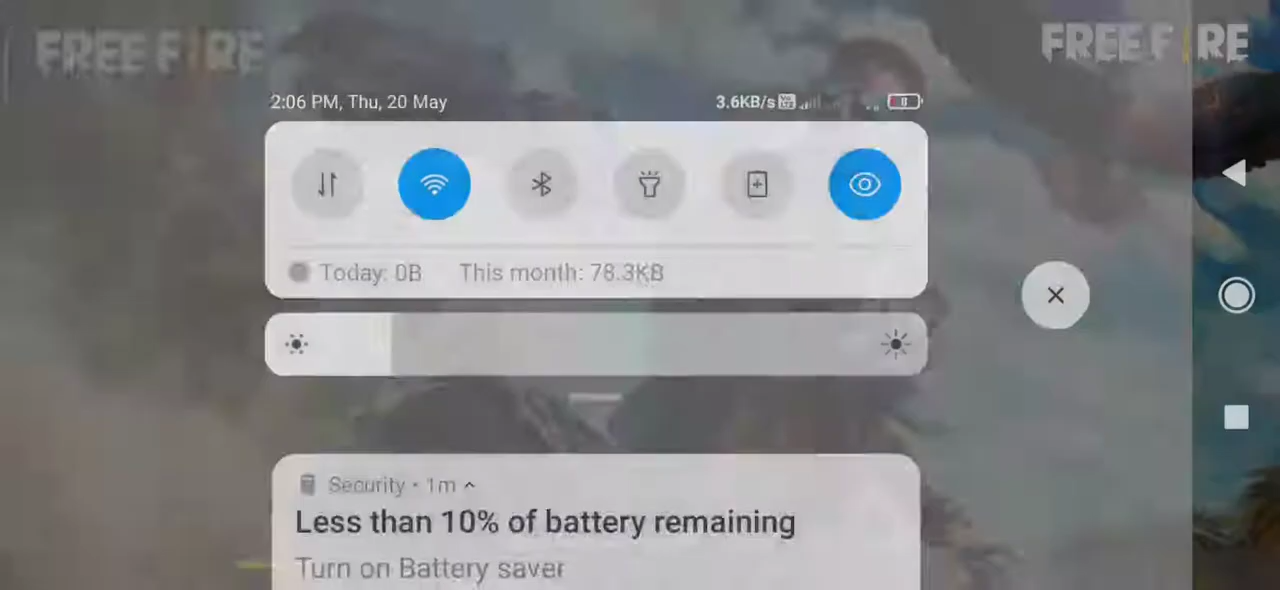 FREE FIRE
FREE FIRE
2:06 PM, Thu, 20 May
3.6KB/s
8
Today: 0B This month: 78.3KB
Security • 1m
Less than 10% of battery remaining
Turn on Battery saver